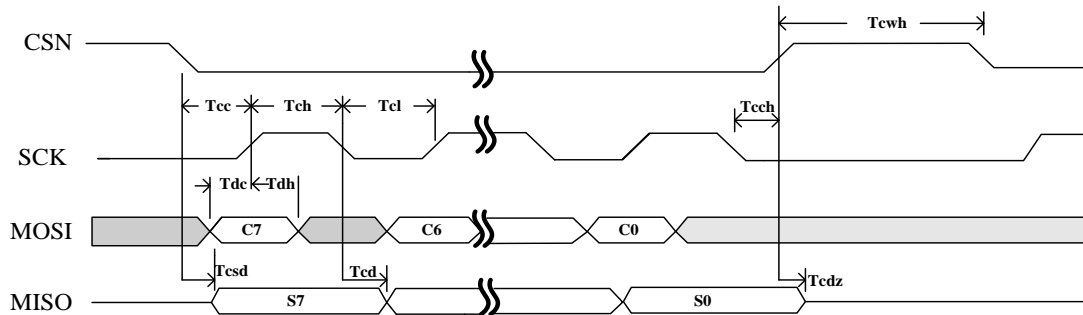 CSN
Tcwh
Tcc
Tch
Tcl
Tcch
SCK
Tdc
Tdh
MOSI
C7
C6
C0
Tcsd
Tcd
Tcdz
MISO
S7
S0